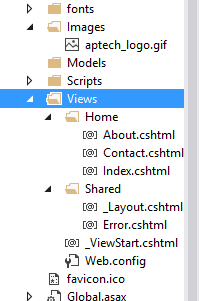 fonts
Images
aptech_logo.gif
Models
Scripts
Views
Home
About.cshtml
Contact.cshtml
Index.cshtml
Shared
_Layout.cshtml
Error.cshtml
_ViewStart.cshtml
Web.config
favicon.ico
Global.asax